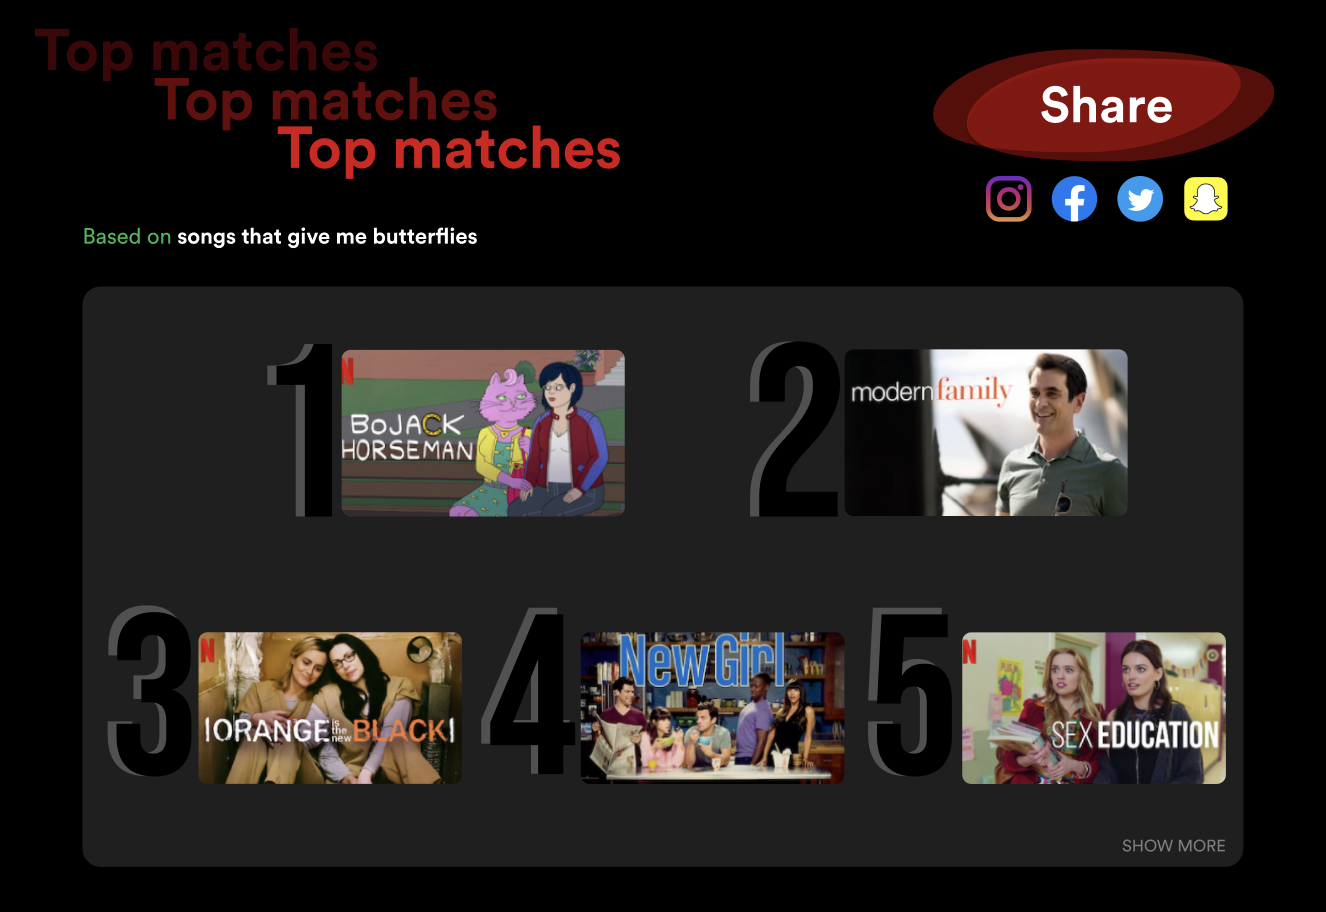 Top matches
Top matches
Top matches
Share
Based on songs that give me butterflies
1
N
BOJACK
HORSEMAN
2
modern family
3
N
ORANGE is the new BLACK
4
New Girl
5
N
SEX EDUCATION
SHOW MORE